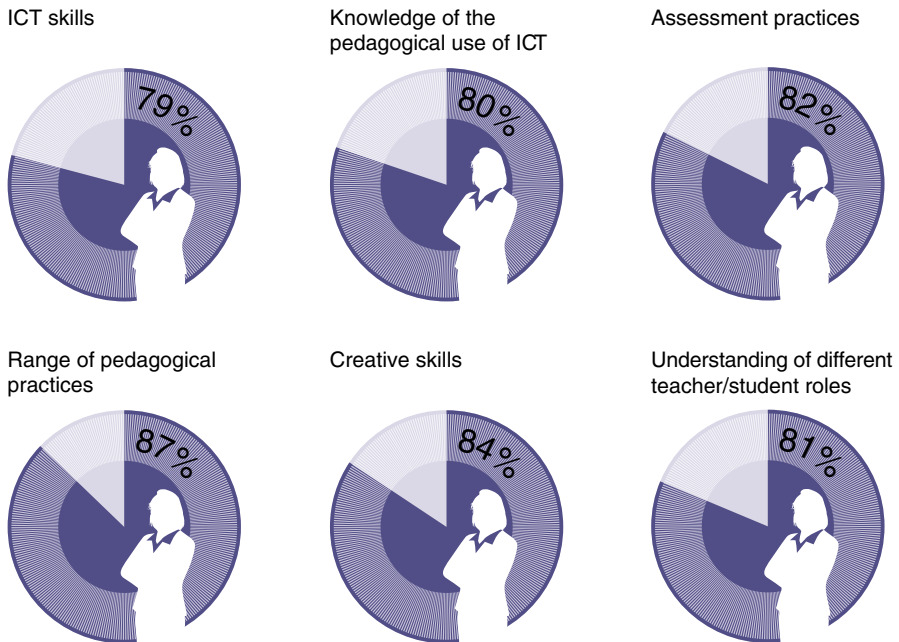 ICT skills
79%
Knowledge of the
pedagogical use of ICT
80%
Assessment practices
82%
Range of pedagogical
practices
87%
Creative skills
84%
Understanding of different
teacher/student roles
81%